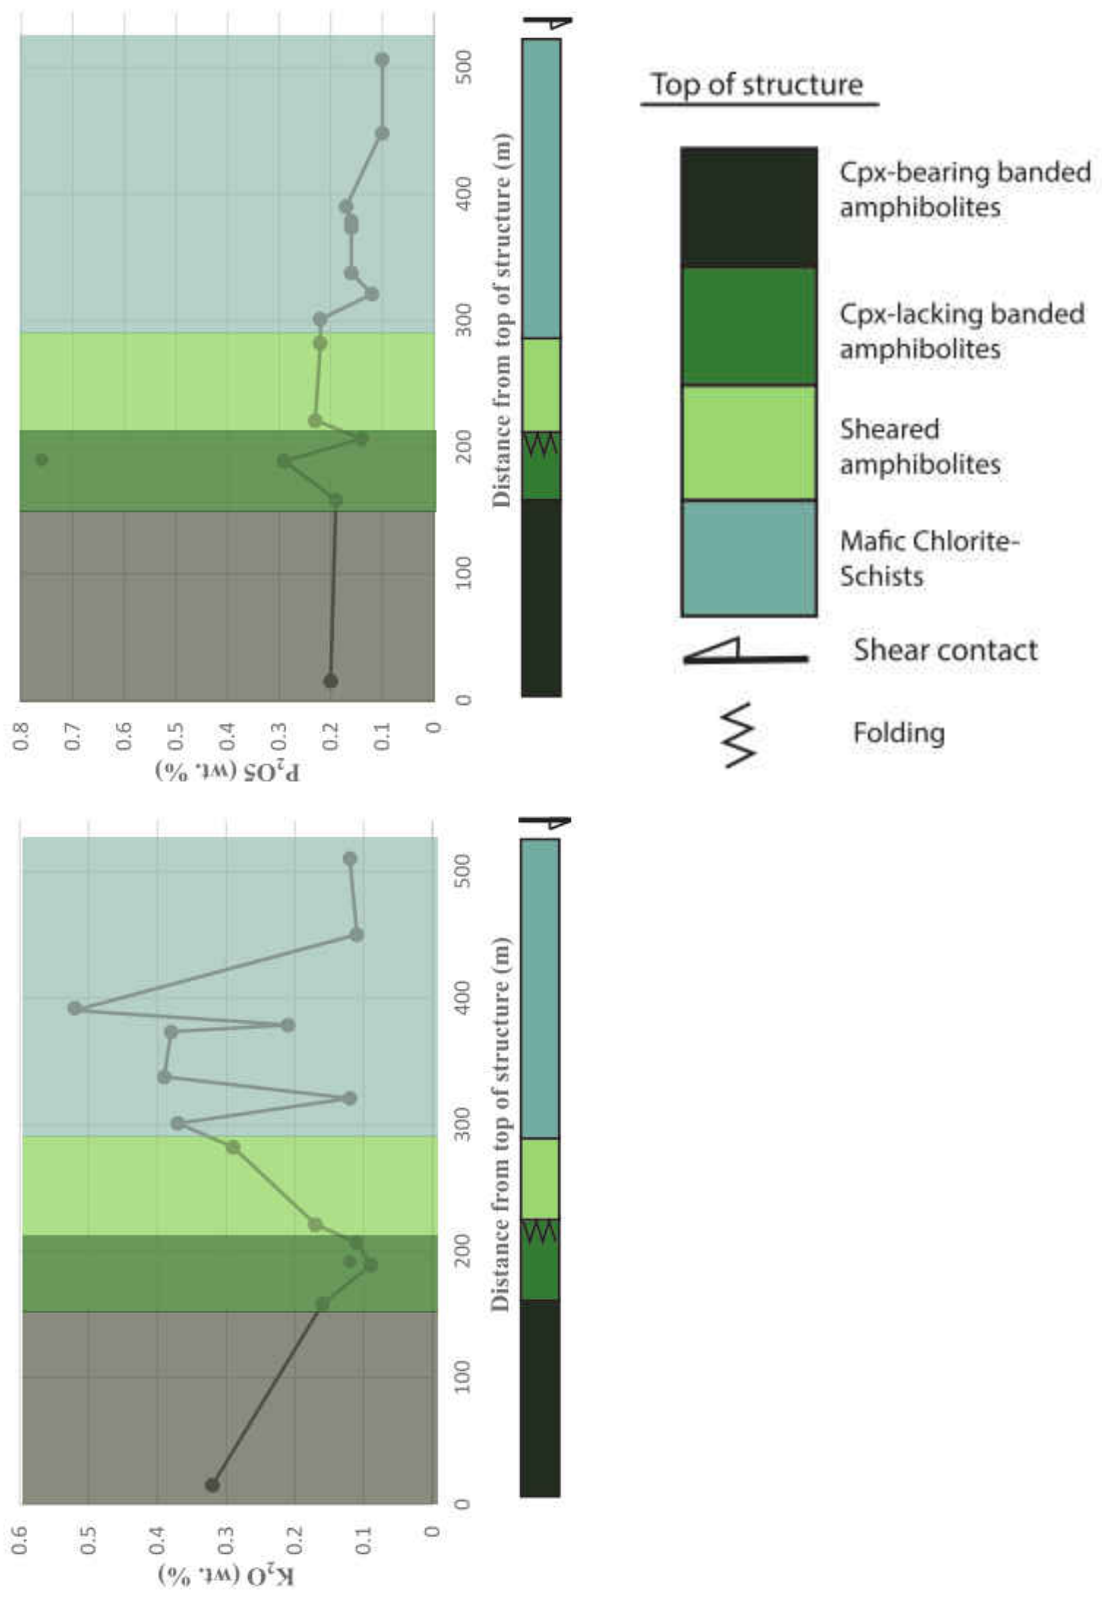 0.8
0.7
0.6
0.5
0.4
0.3
0.2
0.1
0
P2O5 (wt. %)
0
100
200
300
400
500
Distance from top of structure (m)
Top of structure
Cpx-bearing banded
amphibolites
Cpx-lacking banded
amphibolites
Sheared
amphibolites
Mafic Chlorite-
Schists
Shear contact
Folding
0.6
0.5
0.4
0.3
0.2
0.1
0
K2O (wt. %)
0
100
200
300
400
500
Distance from top of structure (m)